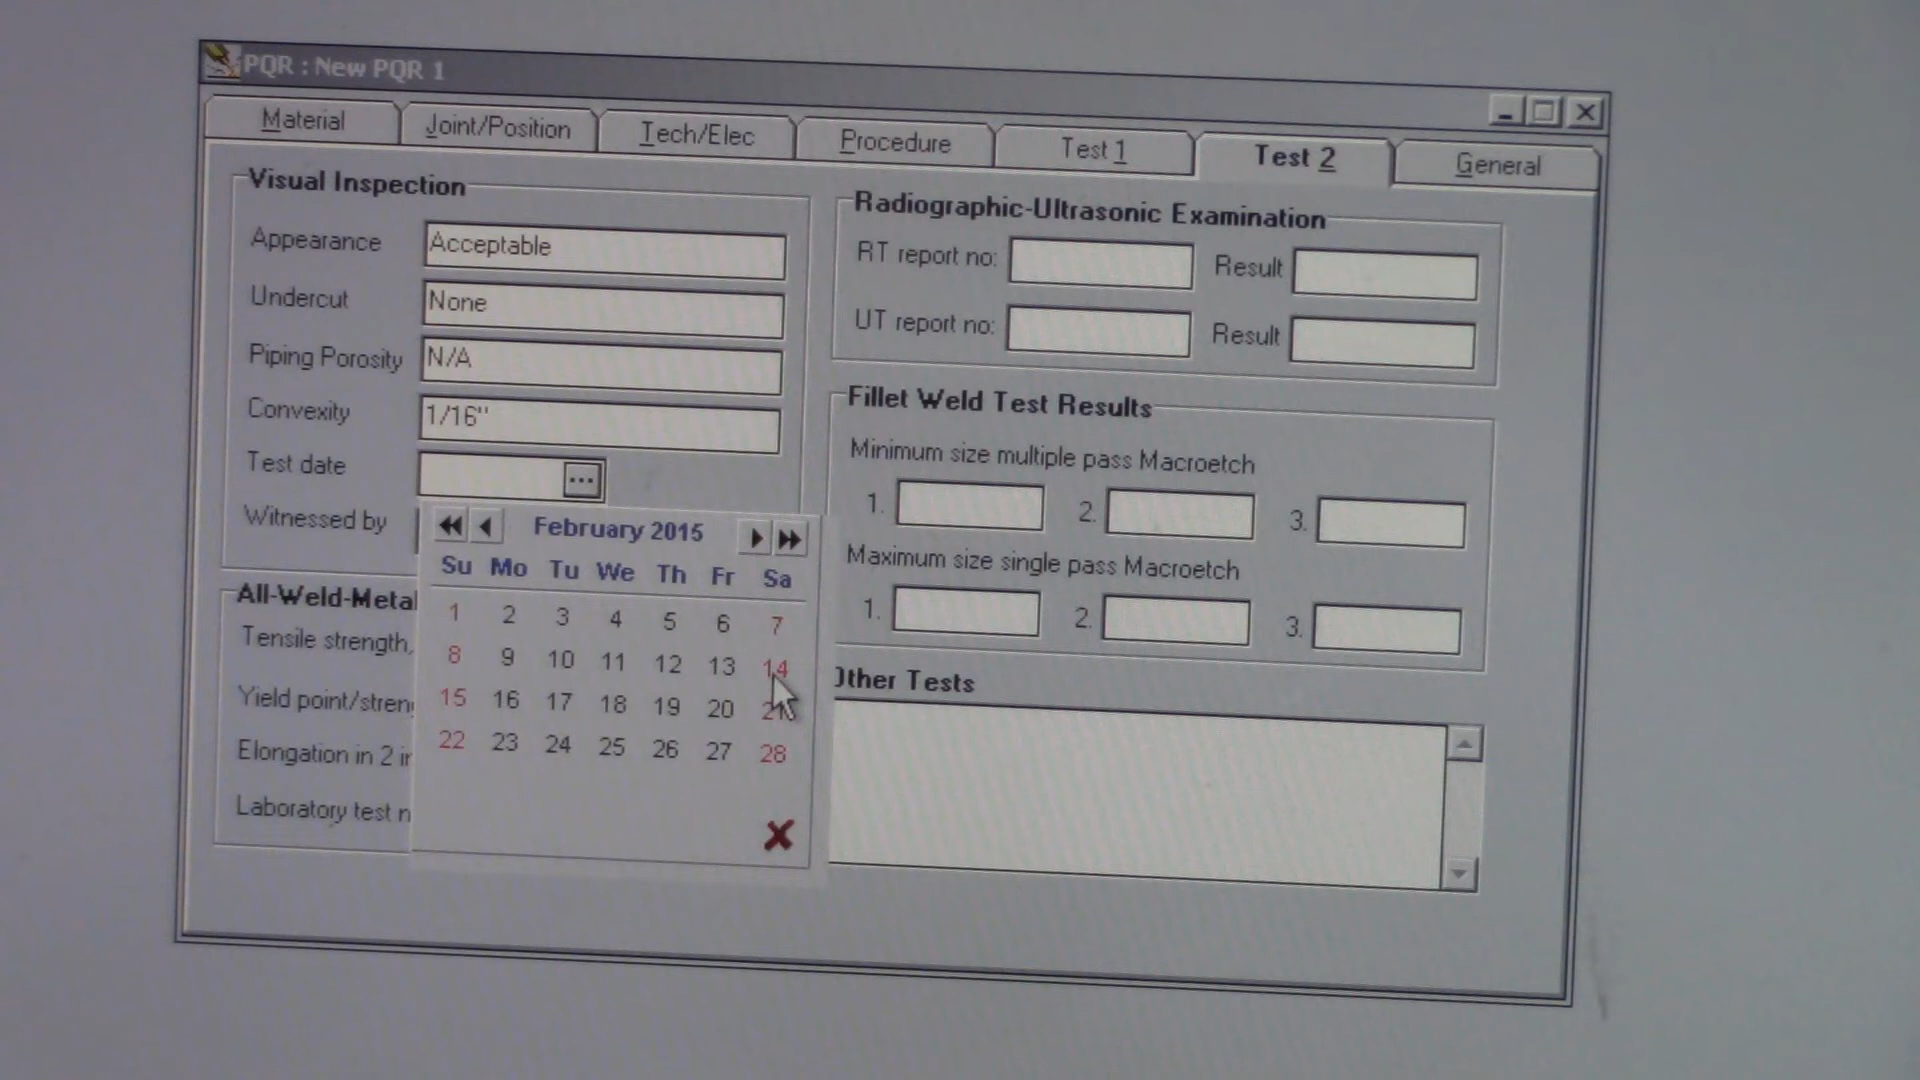 PQR : New PQR 1
Material
Joint/Position
Tech/Elec
Procedure
Test 1
Test 2
General
Visual Inspection
Appearance Acceptable
Undercut None
Piping Porosity N/A
Convexity 1/16"
Test date ...
Witnessed by
February 2015
Su Mo Tu We Th Fr Sa
1 2 3 4 5 6 7
8 9 10 11 12 13 14
15 16 17 18 19 20 21
22 23 24 25 26 27 28
All-Weld-Metal
Tensile strength,
Yield point/streng
Elongation in 2 in
Laboratory test n
Radiographic-Ultrasonic Examination
RT report no: Result
UT report no: Result
Fillet Weld Test Results
Minimum size multiple pass Macroetch
1. 2. 3.
Maximum size single pass Macroetch
1. 2. 3.
Other Tests